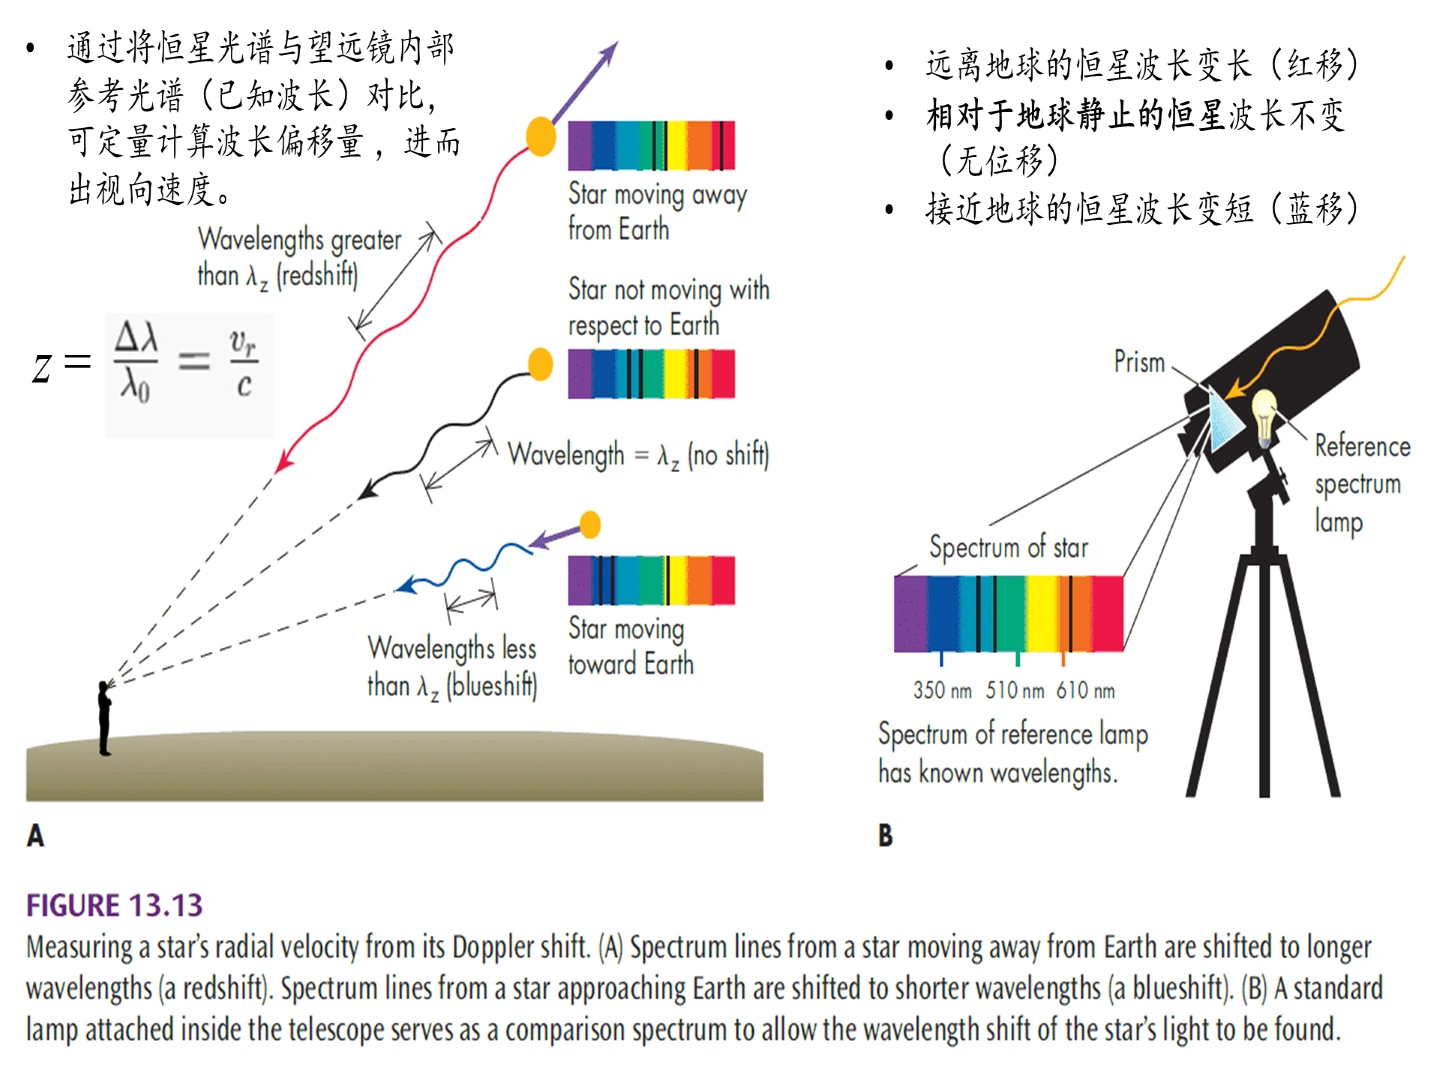 • 通过将恒星光谱与望远镜内部
参考光谱（已知波长）对比，
可定量计算波长偏移量，进而
出视向速度。
• 远离地球的恒星波长变长（红移）
• 相对于地球静止的恒星波长不变
（无位移）
• 接近地球的恒星波长变短（蓝移）
Star moving away
from Earth
Wavelengths greater
than λz (redshift)
z = Δλ/λ0 = vr/c
Star not moving with
respect to Earth
Wavelength = λz (no shift)
Star moving
toward Earth
Wavelengths less
than λz (blueshift)
A
Prism
Reference
spectrum
lamp
Spectrum of star
350 nm 510 nm 610 nm
Spectrum of reference lamp
has known wavelengths.
B
FIGURE 13.13
Measuring a star's radial velocity from its Doppler shift. (A) Spectrum lines from a star moving away from Earth are shifted to longer
wavelengths (a redshift). Spectrum lines from a star approaching Earth are shifted to shorter wavelengths (a blueshift). (B) A standard
lamp attached inside the telescope serves as a comparison spectrum to allow the wavelength shift of the star's light to be found.